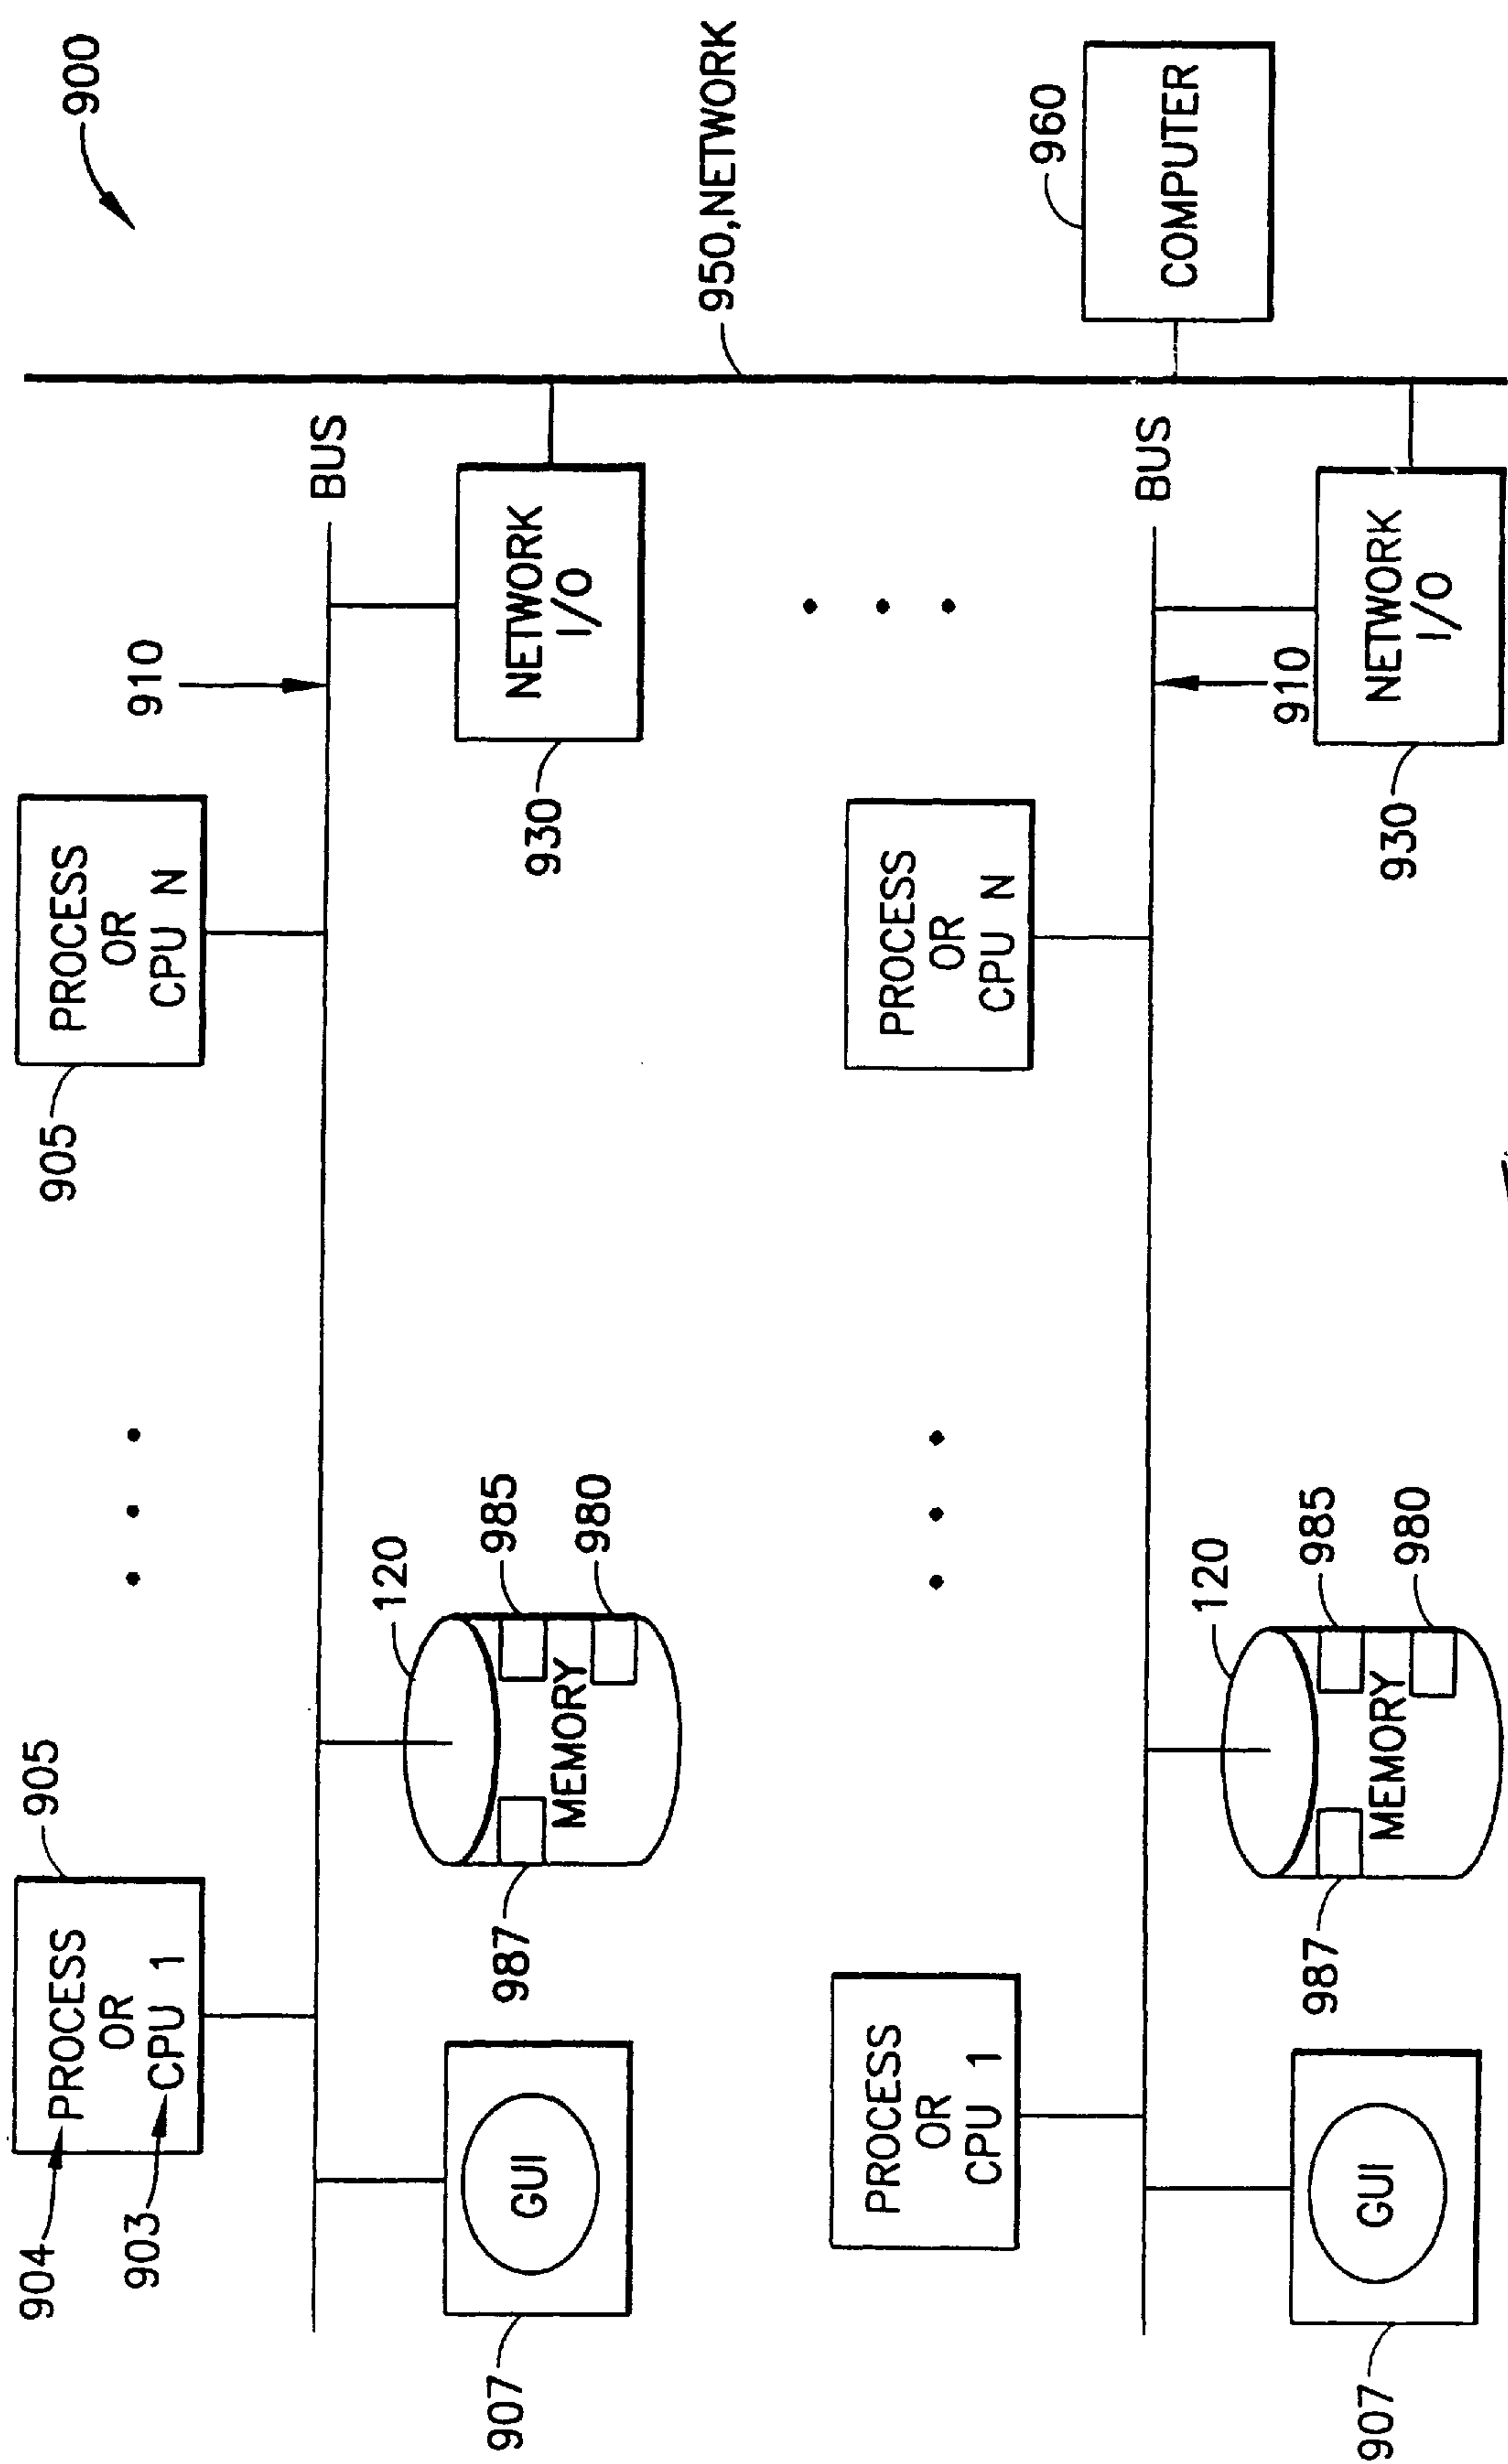 900
904
903
PROCESS
OR
CPU 1
905
905
PROCESS
OR
CPU N
910
BUS
907
GUI
987
MEMORY
120
985
980
930
NETWORK
I/O
950,NETWORK
PROCESS
OR
CPU 1
PROCESS
OR
CPU N
BUS
910
960
COMPUTER
907
GUI
987
MEMORY
120
985
980
930
NETWORK
I/O